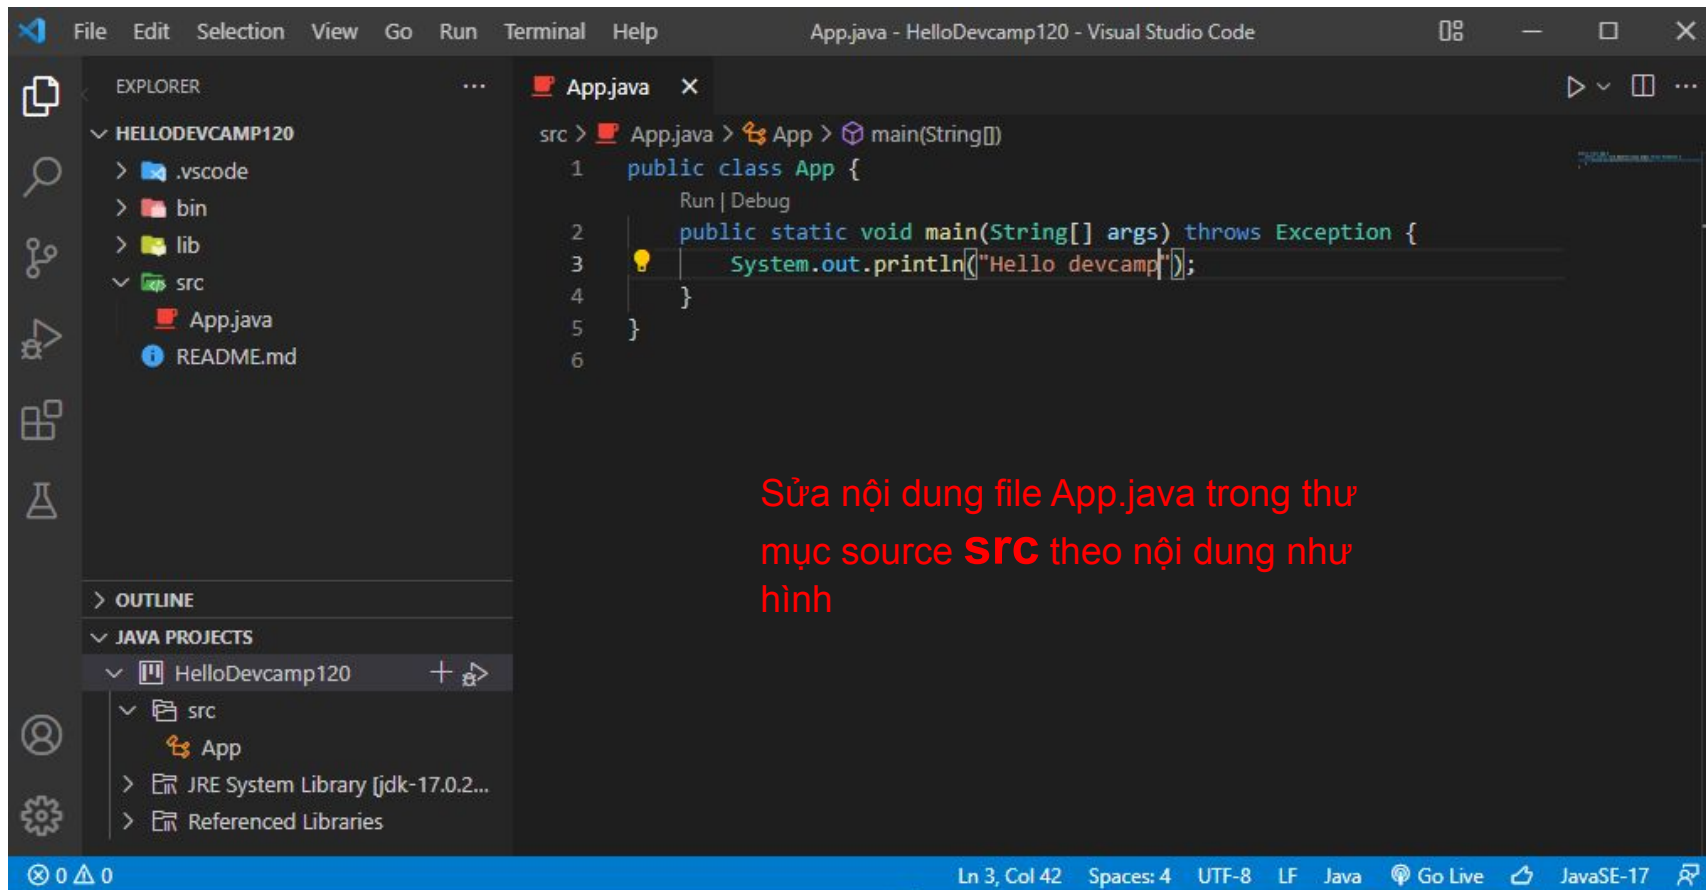 File Edit Selection View Go Run Terminal Help App.java - HelloDevcamp120 - Visual Studio Code
EXPLORER
HELLODEVCAMP120
.vscode
bin
lib
src
App.java
README.md
OUTLINE
JAVA PROJECTS
HelloDevcamp120
src
App
JRE System Library [jdk-17.0.2...
Referenced Libraries
App.java
src > App.java > App > main(String[])
1 public class App {
Run | Debug
2 public static void main(String[] args) throws Exception {
3 System.out.println("Hello devcamp");
4 }
5 }
6
Sửa nội dung file App.java trong thư
mục source src theo nội dung như
hình
0 0 Ln 3, Col 42 Spaces: 4 UTF-8 LF Java Go Live JavaSE-17